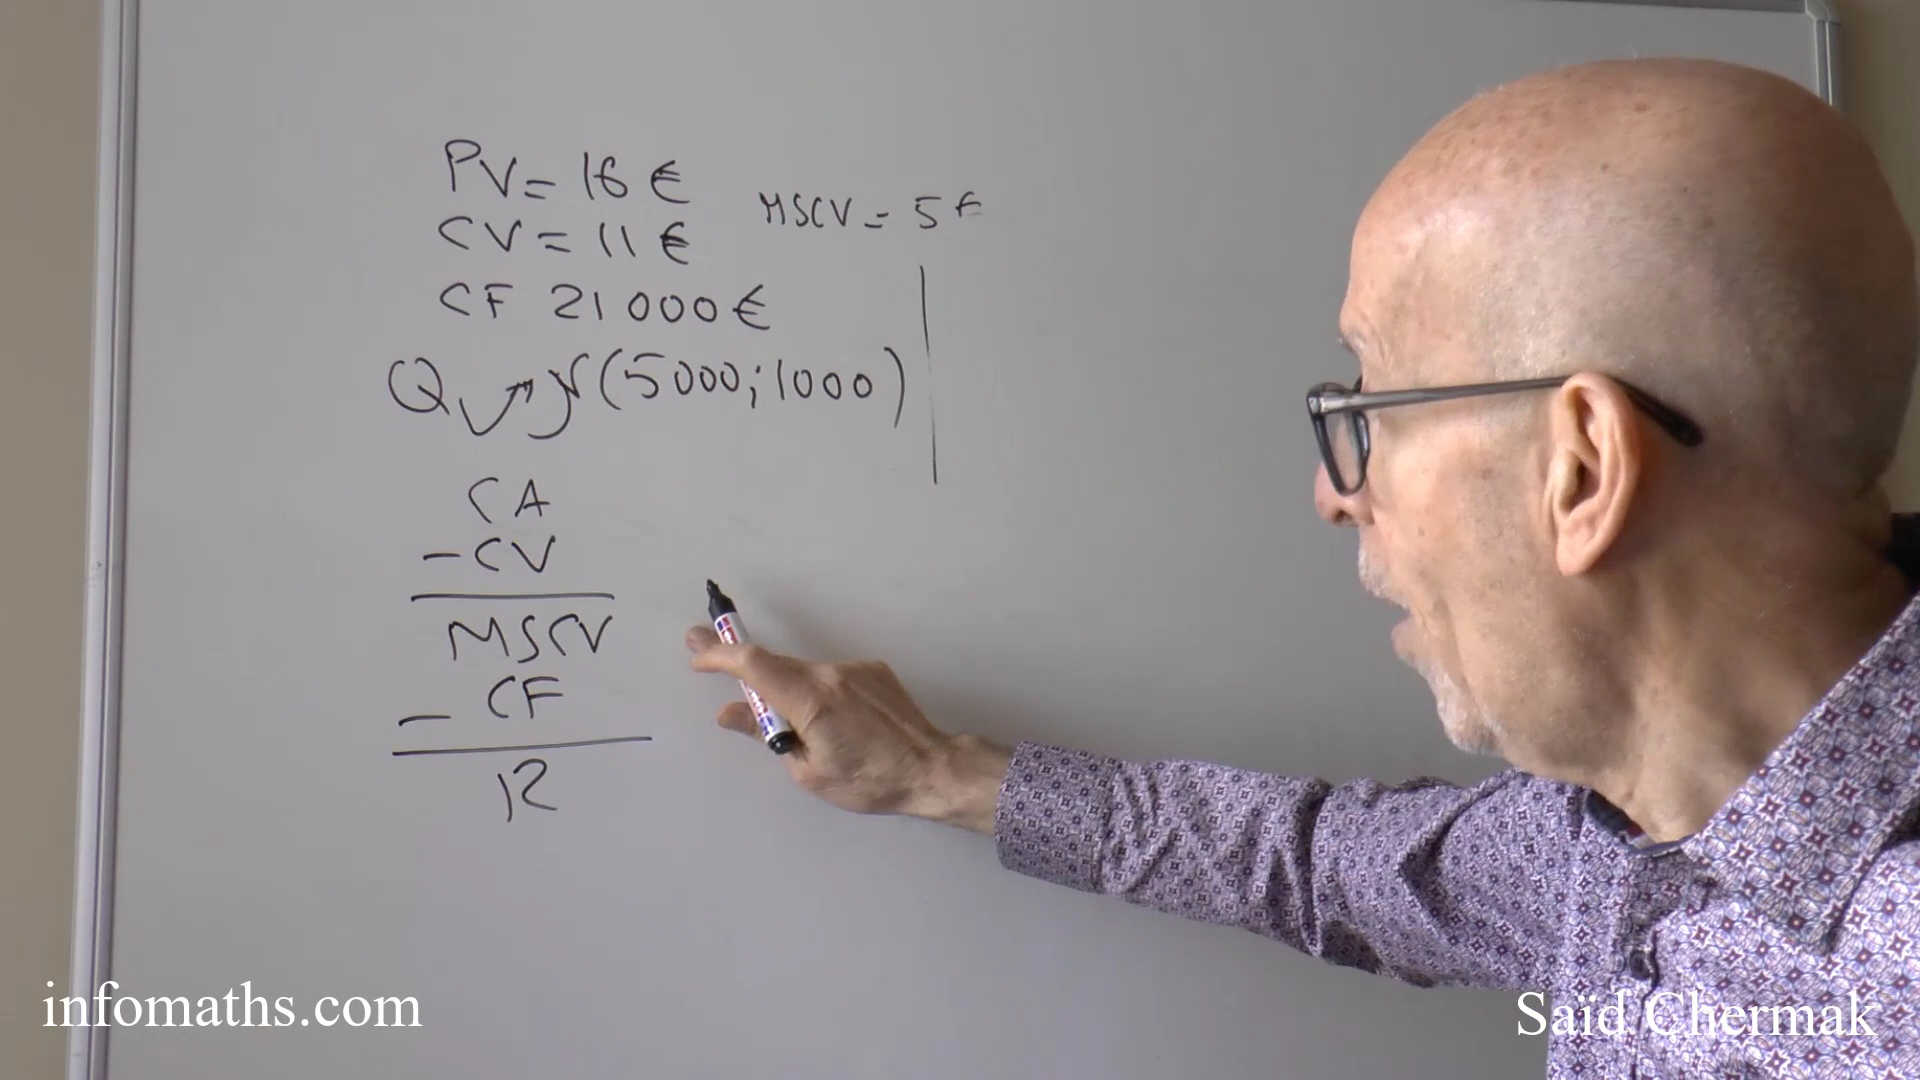 PV = 16 €
MSCV = 5 €
CV = 11 €
CF 21 000 €
Q ↝ N(5000; 1000)
CA
- CV
MSCV
- CF
R
infomaths.com
Saïd Chermak